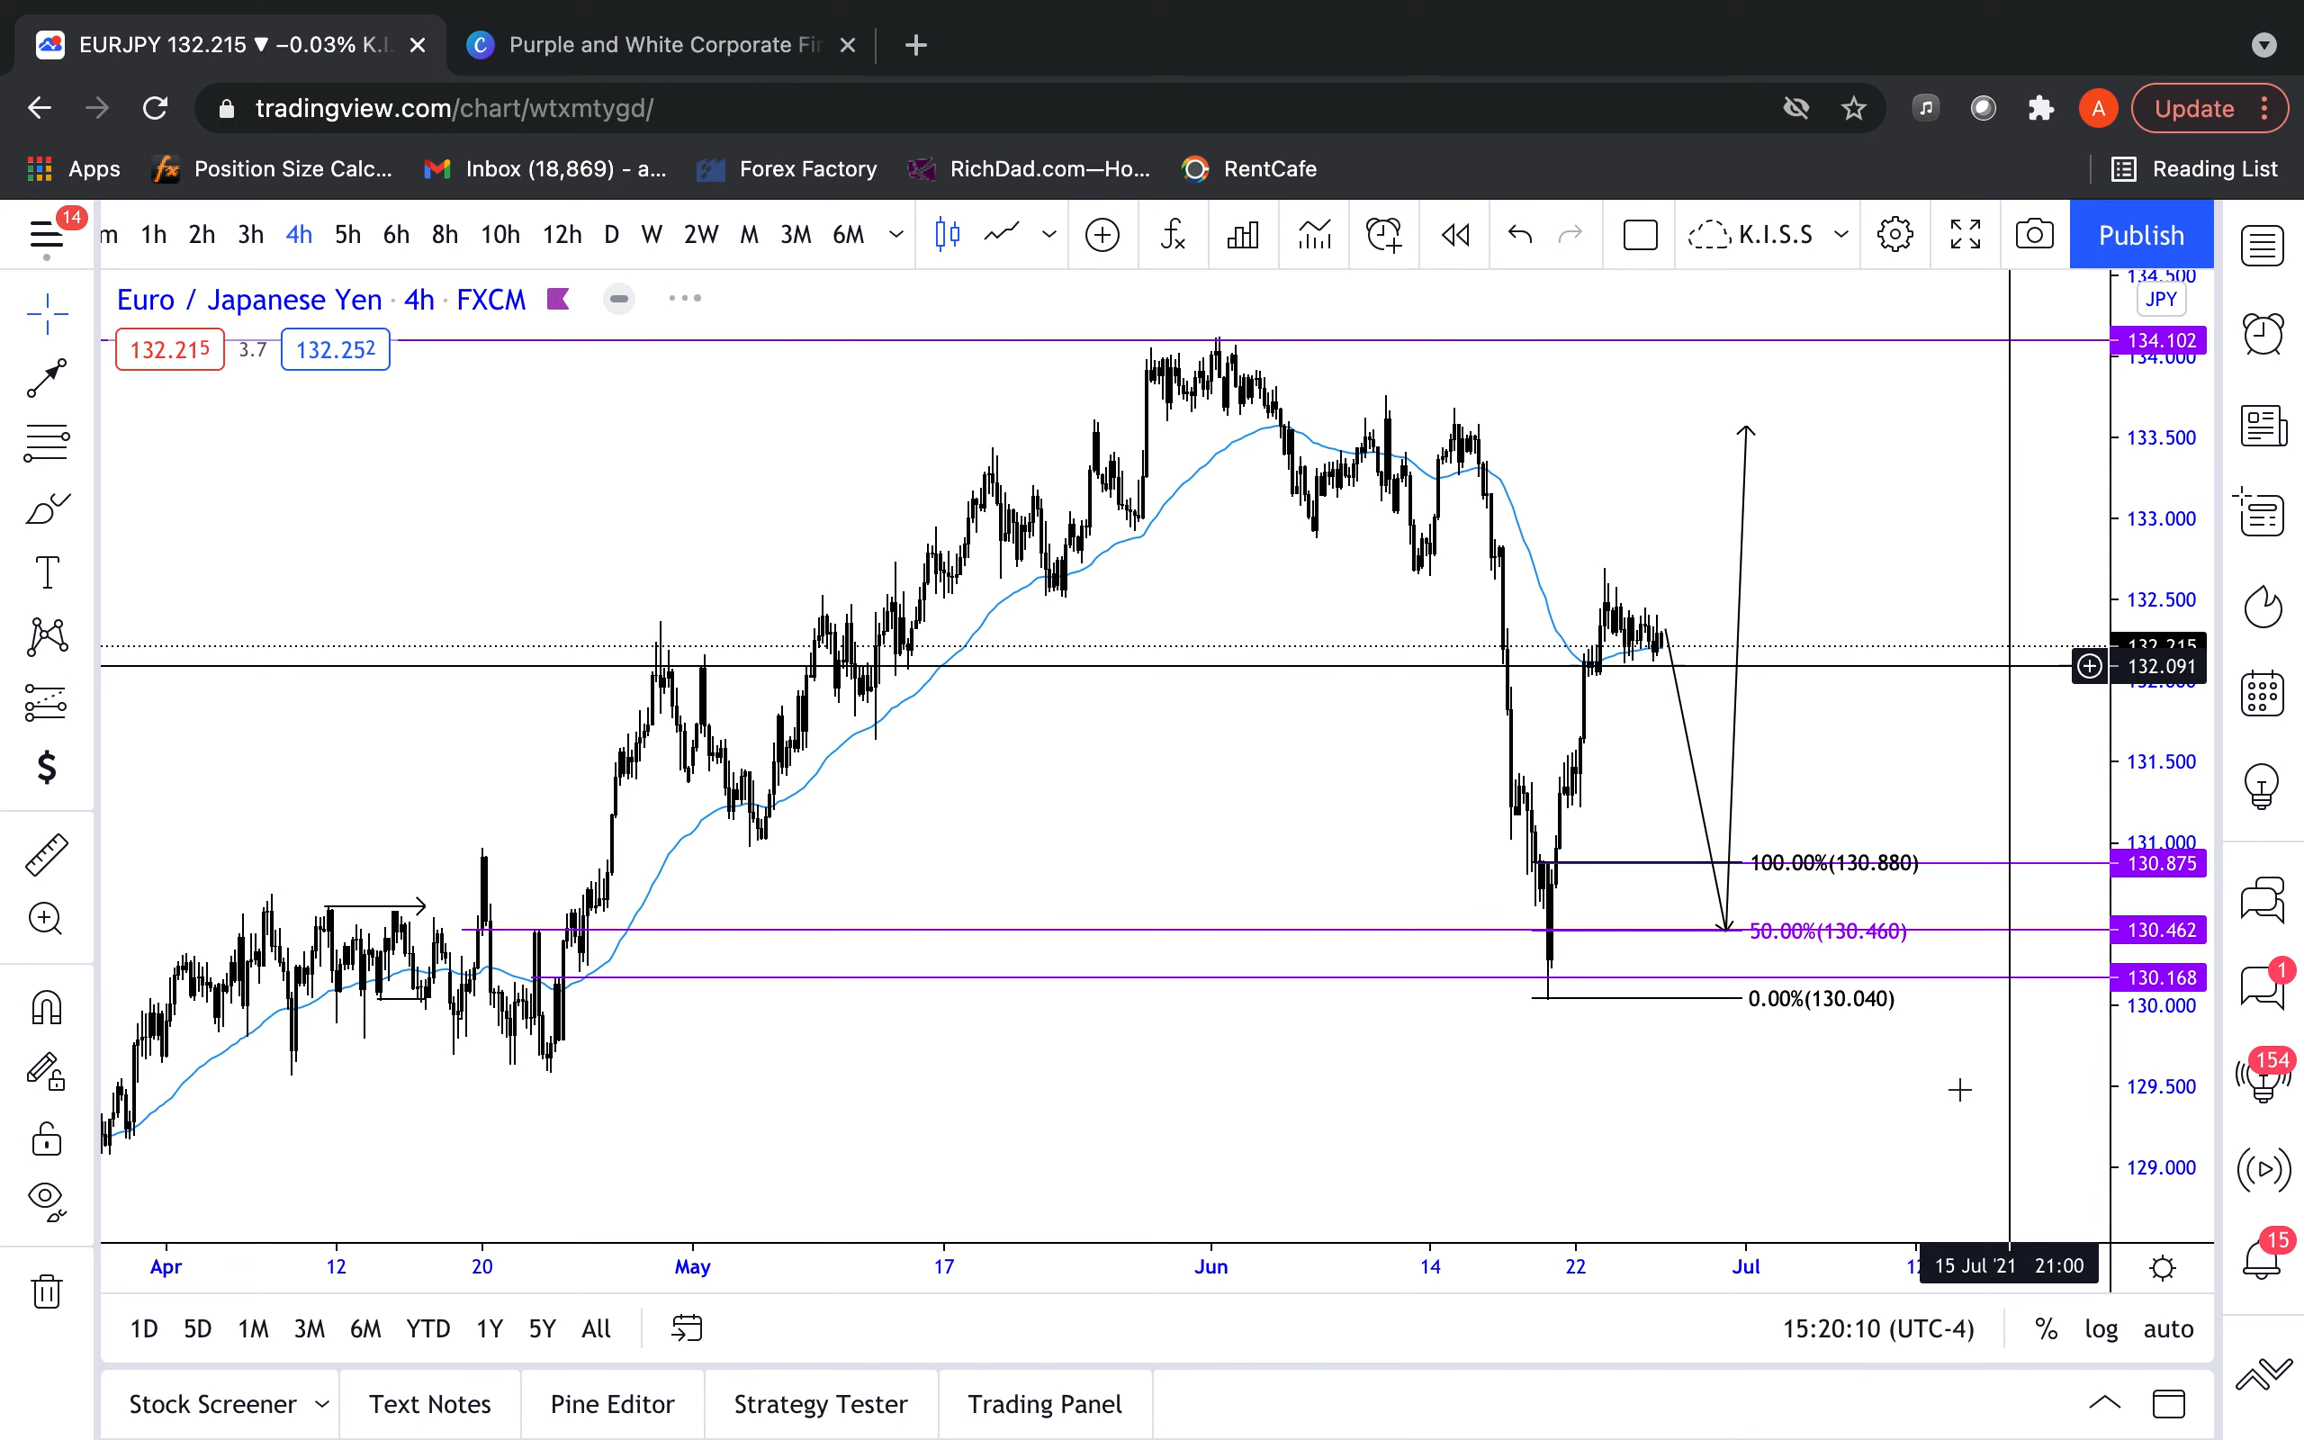 EURJPY 132.215 ▼ −0.03% K.I.
Purple and White Corporate Fir
tradingview.com/chart/wtxmtygd/
A
Update
Apps
Position Size Calc...
Inbox (18,869) - a...
Forex Factory
RichDad.com—Ho...
RentCafe
Reading List
14
m 1h 2h 3h 4h 5h 6h 8h 10h 12h D W 2W M 3M 6M
K.I.S.S
Publish
Euro / Japanese Yen · 4h · FXCM
132.215 3.7 132.252
134.500
JPY
134.102
134.000
133.500
133.000
132.500
132.215
132.091
132.000
131.500
131.000
100.00%(130.880)
130.875
50.00%(130.460)
130.462
130.168
0.00%(130.040)
130.000
129.500
129.000
1
154
15
Apr 12 20 May 17 Jun 14 22 Jul 15 Jul '21 21:00
1D 5D 1M 3M 6M YTD 1Y 5Y All
15:20:10 (UTC-4) % log auto
Stock Screener Text Notes Pine Editor Strategy Tester Trading Panel